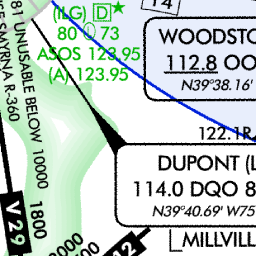 (ILG) D★
80 73
ASOS 123.95
(A) 123.95
14
WOODSTO
112.8 OO
N39°38.16'
122.1R
DUPONT (L
114.0 DQO 8
N39°40.69' W75
MILLVILL
UNUSABLE BELOW 10000
SMYRNA R-360
V29
1800